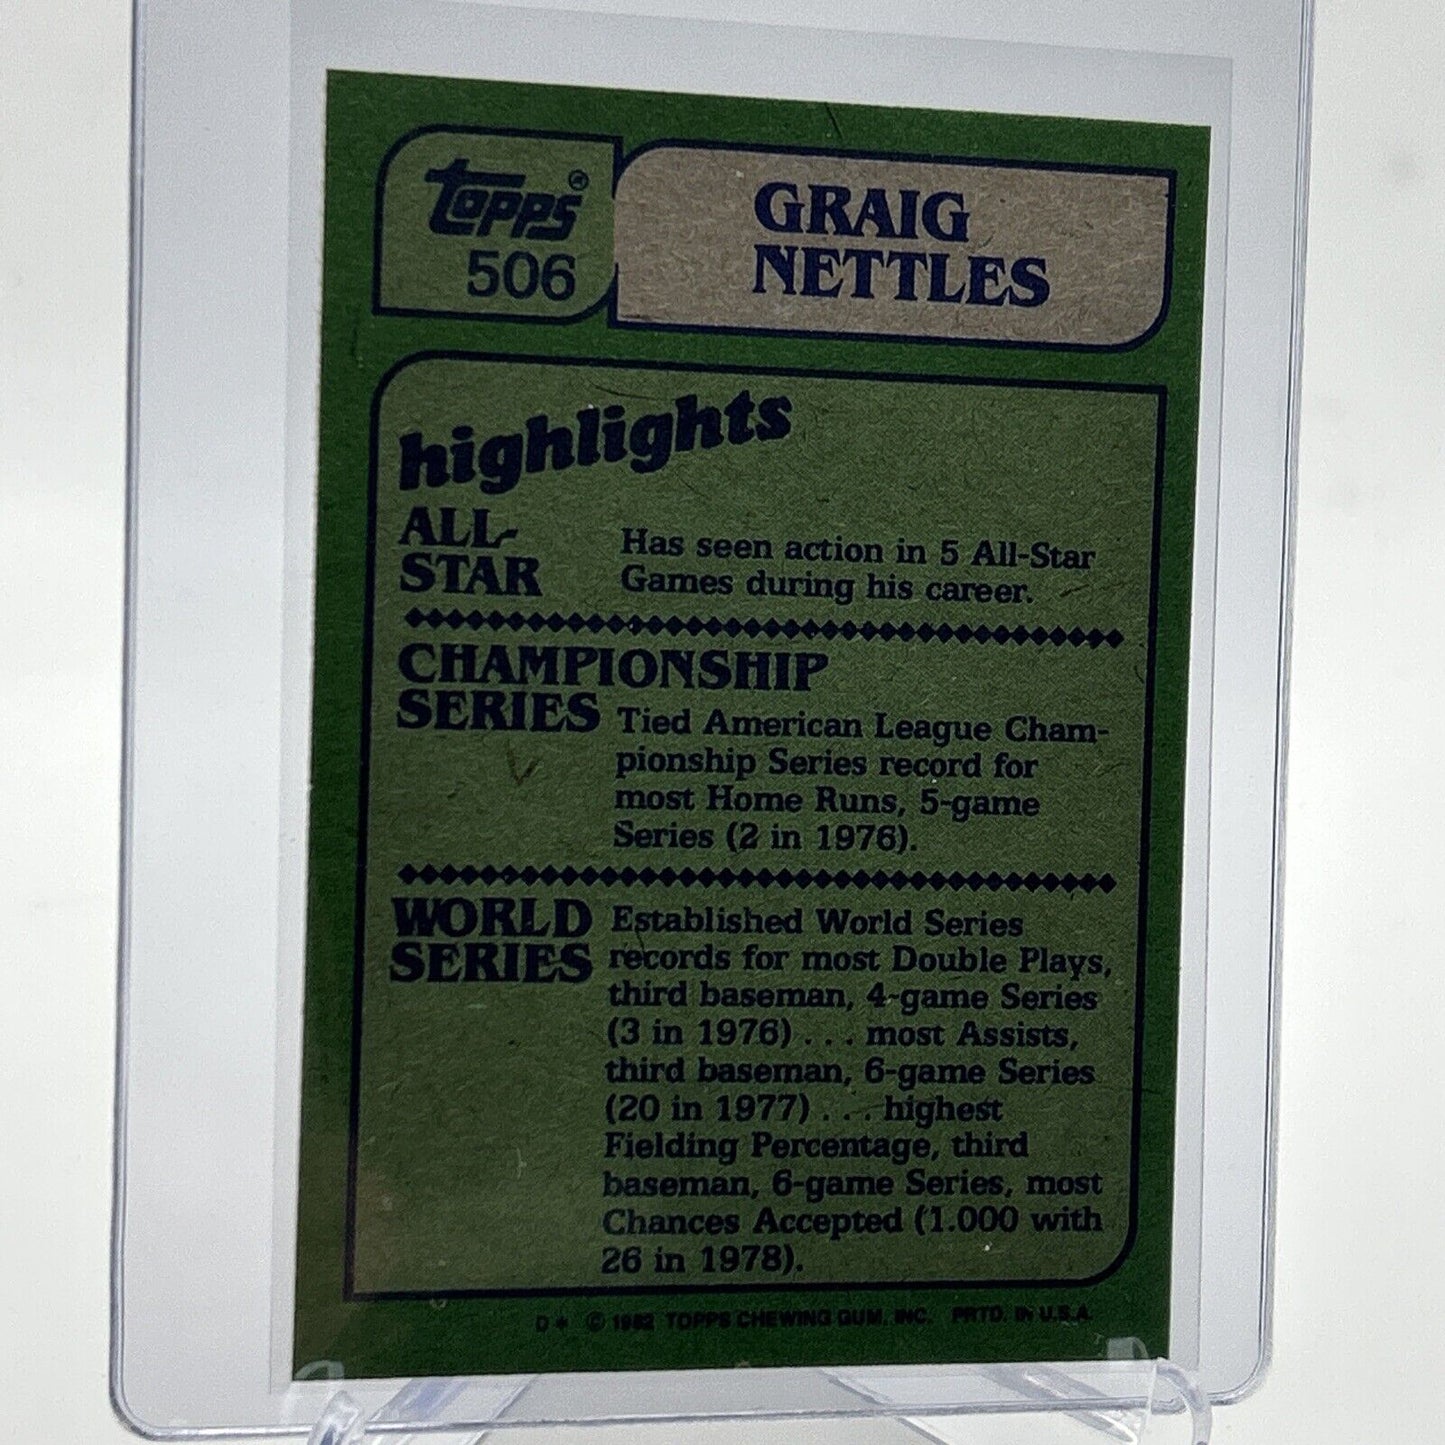 topps®
506
GRAIG
NETTLES
highlights
ALL-
STAR
Has seen action in 5 All-Star
Games during his career.
CHAMPIONSHIP
SERIES
Tied American League Cham-
pionship Series record for
most Home Runs, 5-game
Series (2 in 1976).
WORLD
SERIES
Established World Series
records for most Double Plays,
third baseman, 4-game Series
(3 in 1976) . . . most Assists,
third baseman, 6-game Series
(20 in 1977) . . . highest
Fielding Percentage, third
baseman, 6-game Series, most
Chances Accepted (1.000 with
26 in 1978).
D* © 1982 TOPPS CHEWING GUM, INC. PRTD. IN U.S.A.